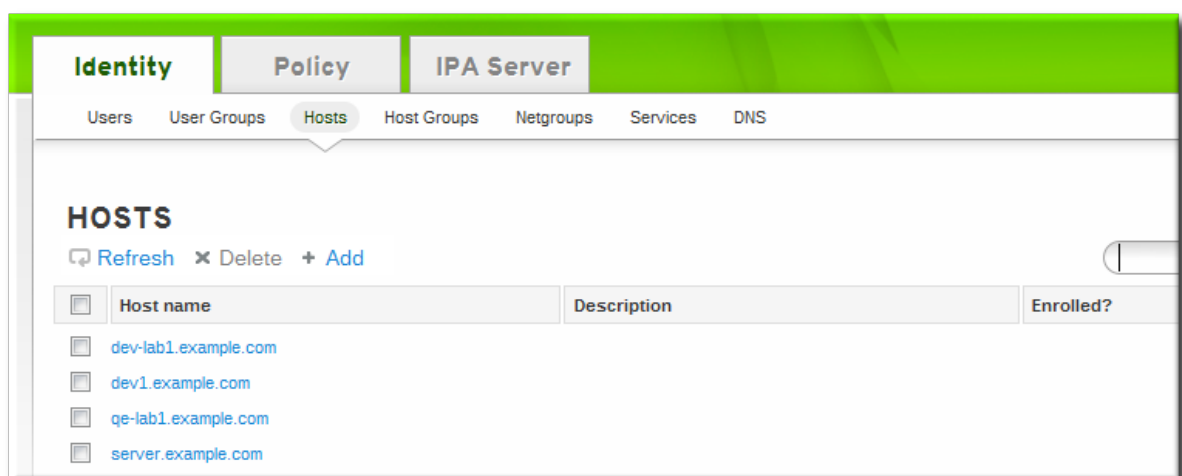 Identity Policy IPA Server
Users User Groups Hosts Host Groups Netgroups Services DNS
HOSTS
Refresh Delete + Add
Host name Description Enrolled?
dev-lab1.example.com
dev1.example.com
qe-lab1.example.com
server.example.com